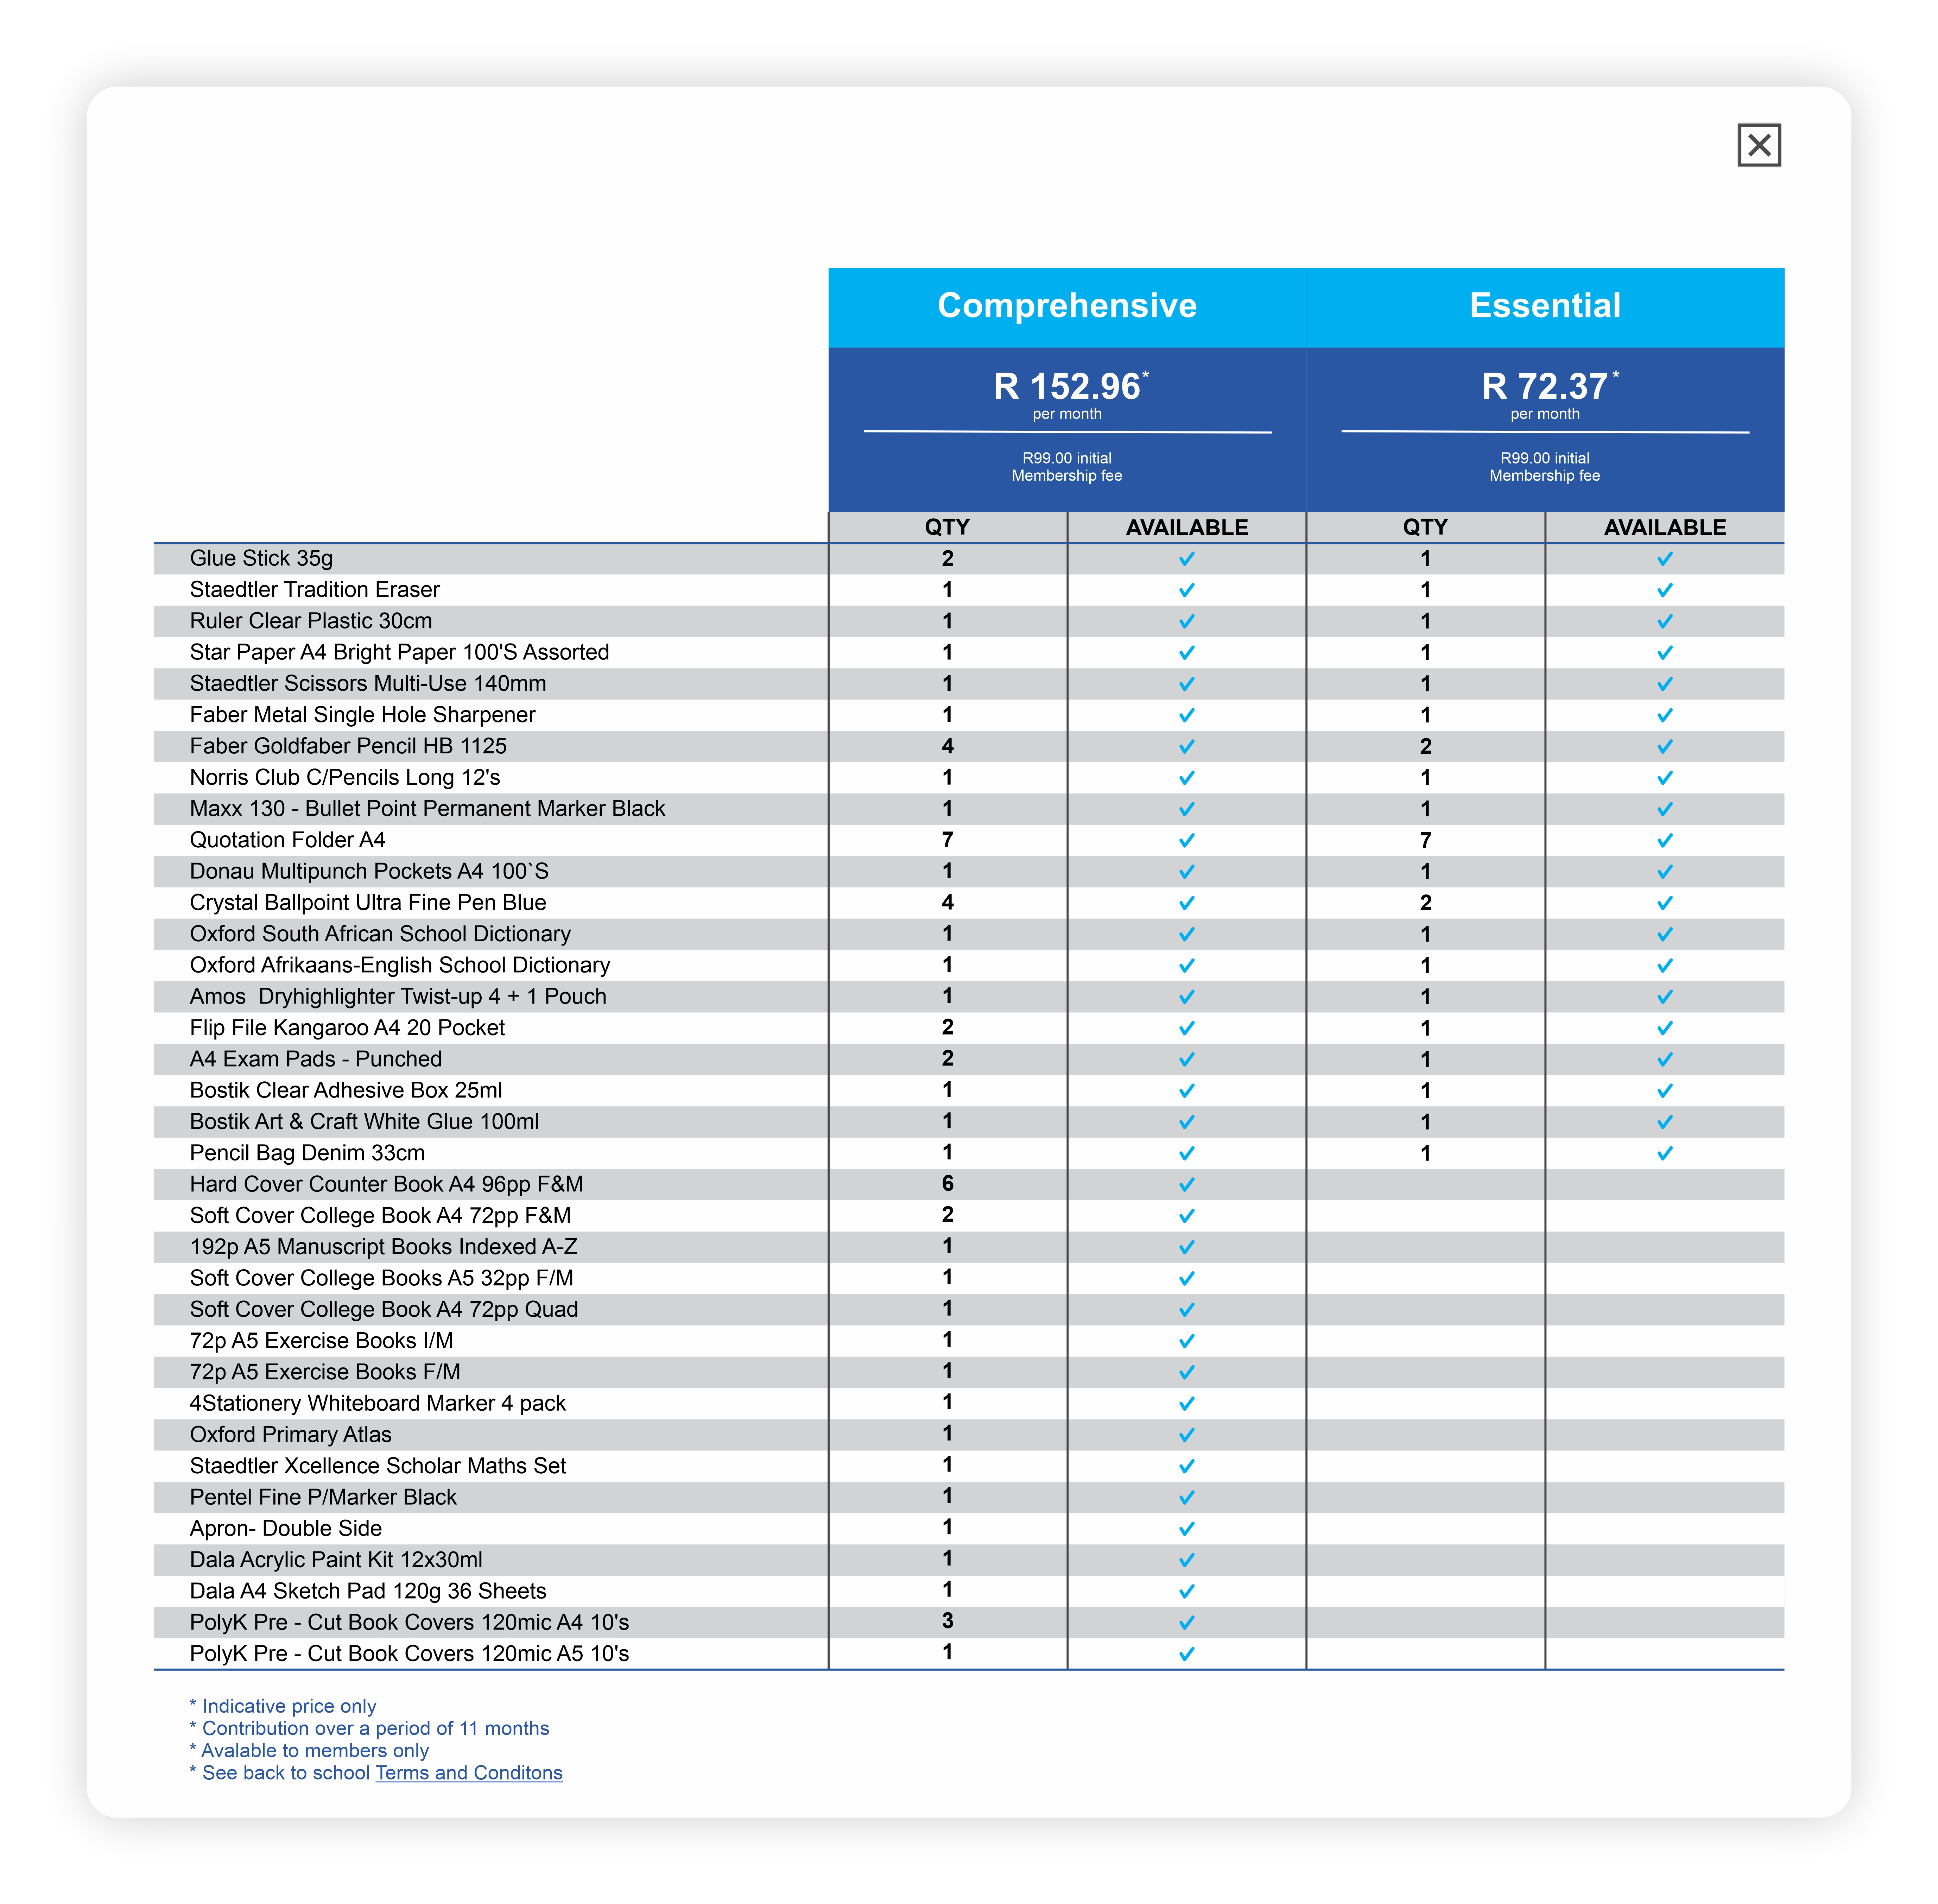 Comprehensive Essential
R 152.96* R 72.37*
per month per month
R99.00 initial R99.00 initial
Membership fee Membership fee
QTY AVAILABLE QTY AVAILABLE
Glue Stick 35g 2 ✓ 1 ✓
Staedtler Tradition Eraser 1 ✓ 1 ✓
Ruler Clear Plastic 30cm 1 ✓ 1 ✓
Star Paper A4 Bright Paper 100'S Assorted 1 ✓ 1 ✓
Staedtler Scissors Multi-Use 140mm 1 ✓ 1 ✓
Faber Metal Single Hole Sharpener 1 ✓ 1 ✓
Faber Goldfaber Pencil HB 1125 4 ✓ 2 ✓
Norris Club C/Pencils Long 12's 1 ✓ 1 ✓
Maxx 130 - Bullet Point Permanent Marker Black 1 ✓ 1 ✓
Quotation Folder A4 7 ✓ 7 ✓
Donau Multipunch Pockets A4 100`S 1 ✓ 1 ✓
Crystal Ballpoint Ultra Fine Pen Blue 4 ✓ 2 ✓
Oxford South African School Dictionary 1 ✓ 1 ✓
Oxford Afrikaans-English School Dictionary 1 ✓ 1 ✓
Amos Dryhighlighter Twist-up 4 + 1 Pouch 1 ✓ 1 ✓
Flip File Kangaroo A4 20 Pocket 2 ✓ 1 ✓
A4 Exam Pads - Punched 2 ✓ 1 ✓
Bostik Clear Adhesive Box 25ml 1 ✓ 1 ✓
Bostik Art & Craft White Glue 100ml 1 ✓ 1 ✓
Pencil Bag Denim 33cm 1 ✓ 1 ✓
Hard Cover Counter Book A4 96pp F&M 6 ✓
Soft Cover College Book A4 72pp F&M 2 ✓
192p A5 Manuscript Books Indexed A-Z 1 ✓
Soft Cover College Books A5 32pp F/M 1 ✓
Soft Cover College Book A4 72pp Quad 1 ✓
72p A5 Exercise Books I/M 1 ✓
72p A5 Exercise Books F/M 1 ✓
4Stationery Whiteboard Marker 4 pack 1 ✓
Oxford Primary Atlas 1 ✓
Staedtler Xcellence Scholar Maths Set 1 ✓
Pentel Fine P/Marker Black 1 ✓
Apron- Double Side 1 ✓
Dala Acrylic Paint Kit 12x30ml 1 ✓
Dala A4 Sketch Pad 120g 36 Sheets 1 ✓
PolyK Pre - Cut Book Covers 120mic A4 10's 3 ✓
PolyK Pre - Cut Book Covers 120mic A5 10's 1 ✓
* Indicative price only
* Contribution over a period of 11 months
* Avalable to members only
* See back to school Terms and Conditons